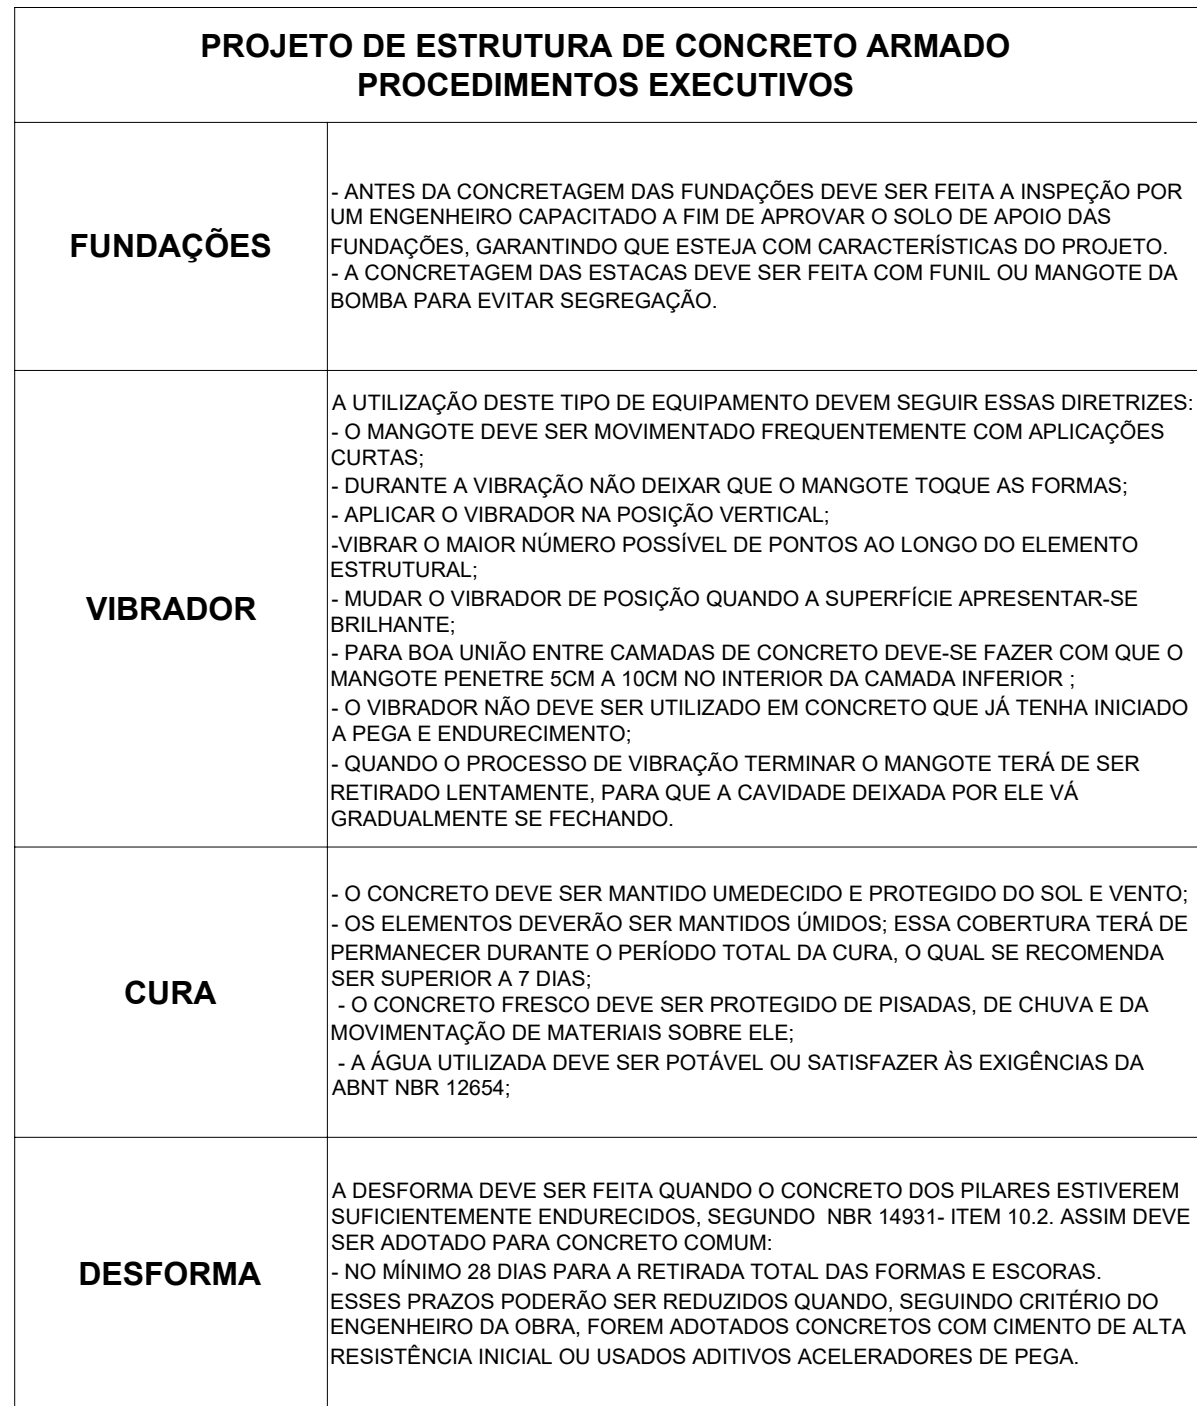 PROJETO DE ESTRUTURA DE CONCRETO ARMADO
PROCEDIMENTOS EXECUTIVOS
FUNDAÇÕES
- ANTES DA CONCRETAGEM DAS FUNDAÇÕES DEVE SER FEITA A INSPEÇÃO POR
UM ENGENHEIRO CAPACITADO A FIM DE APROVAR O SOLO DE APOIO DAS
FUNDAÇÕES, GARANTINDO QUE ESTEJA COM CARACTERÍSTICAS DO PROJETO.
- A CONCRETAGEM DAS ESTACAS DEVE SER FEITA COM FUNIL OU MANGOTE DA
BOMBA PARA EVITAR SEGREGAÇÃO.
VIBRADOR
A UTILIZAÇÃO DESTE TIPO DE EQUIPAMENTO DEVEM SEGUIR ESSAS DIRETRIZES:
- O MANGOTE DEVE SER MOVIMENTADO FREQUENTEMENTE COM APLICAÇÕES
CURTAS;
- DURANTE A VIBRAÇÃO NÃO DEIXAR QUE O MANGOTE TOQUE AS FORMAS;
- APLICAR O VIBRADOR NA POSIÇÃO VERTICAL;
-VIBRAR O MAIOR NÚMERO POSSÍVEL DE PONTOS AO LONGO DO ELEMENTO
ESTRUTURAL;
- MUDAR O VIBRADOR DE POSIÇÃO QUANDO A SUPERFÍCIE APRESENTAR-SE
BRILHANTE;
- PARA BOA UNIÃO ENTRE CAMADAS DE CONCRETO DEVE-SE FAZER COM QUE O
MANGOTE PENETRE 5CM A 10CM NO INTERIOR DA CAMADA INFERIOR ;
- O VIBRADOR NÃO DEVE SER UTILIZADO EM CONCRETO QUE JÁ TENHA INICIADO
A PEGA E ENDURECIMENTO;
- QUANDO O PROCESSO DE VIBRAÇÃO TERMINAR O MANGOTE TERÁ DE SER
RETIRADO LENTAMENTE, PARA QUE A CAVIDADE DEIXADA POR ELE VÁ
GRADUALMENTE SE FECHANDO.
CURA
- O CONCRETO DEVE SER MANTIDO UMEDECIDO E PROTEGIDO DO SOL E VENTO;
- OS ELEMENTOS DEVERÃO SER MANTIDOS ÚMIDOS; ESSA COBERTURA TERÁ DE
PERMANECER DURANTE O PERÍODO TOTAL DA CURA, O QUAL SE RECOMENDA
SER SUPERIOR A 7 DIAS;
- O CONCRETO FRESCO DEVE SER PROTEGIDO DE PISADAS, DE CHUVA E DA
MOVIMENTAÇÃO DE MATERIAIS SOBRE ELE;
- A ÁGUA UTILIZADA DEVE SER POTÁVEL OU SATISFAZER ÀS EXIGÊNCIAS DA
ABNT NBR 12654;
DESFORMA
A DESFORMA DEVE SER FEITA QUANDO O CONCRETO DOS PILARES ESTIVEREM
SUFICIENTEMENTE ENDURECIDOS, SEGUNDO  NBR 14931- ITEM 10.2. ASSIM DEVE
SER ADOTADO PARA CONCRETO COMUM:
- NO MÍNIMO 28 DIAS PARA A RETIRADA TOTAL DAS FORMAS E ESCORAS.
ESSES PRAZOS PODERÃO SER REDUZIDOS QUANDO, SEGUINDO CRITÉRIO DO
ENGENHEIRO DA OBRA, FOREM ADOTADOS CONCRETOS COM CIMENTO DE ALTA
RESISTÊNCIA INICIAL OU USADOS ADITIVOS ACELERADORES DE PEGA.